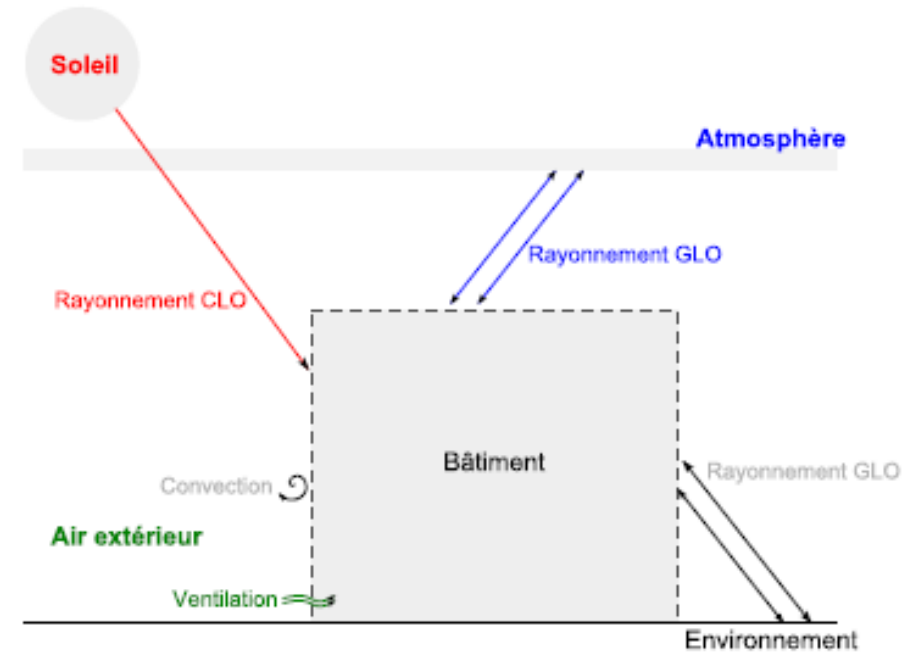 Soleil
Atmosphère
Rayonnement GLO
Rayonnement CLO
Bâtiment
Rayonnement GLO
Convection
Air extérieur
Ventilation
Environnement